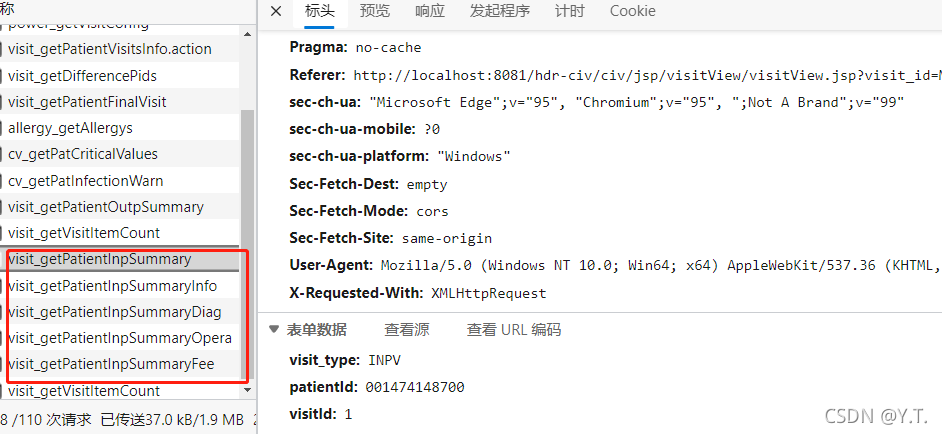 称
power_getVisitConfig
visit_getPatientVisitsInfo.action
visit_getDifferencePids
visit_getPatientFinalVisit
allergy_getAllergys
cv_getPatCriticalValues
cv_getPatInfectionWarn
visit_getPatientOutpSummary
visit_getVisitItemCount
visit_getPatientInpSummary
visit_getPatientInpSummaryInfo
visit_getPatientInpSummaryDiag
visit_getPatientInpSummaryOpera
visit_getPatientInpSummaryFee
visit_getVisitItemCount
8 /110 次请求 已传送37.0 kB/1.9 MB
× 标头 预览 响应 发起程序 计时 Cookie
Pragma: no-cache
Referer: http://localhost:8081/hdr-civ/civ/jsp/visitView/visitView.jsp?visit_id=
sec-ch-ua: "Microsoft Edge";v="95", "Chromium";v="95", ";Not A Brand";v="99"
sec-ch-ua-mobile: ?0
sec-ch-ua-platform: "Windows"
Sec-Fetch-Dest: empty
Sec-Fetch-Mode: cors
Sec-Fetch-Site: same-origin
User-Agent: Mozilla/5.0 (Windows NT 10.0; Win64; x64) AppleWebKit/537.36 (KHTML,
X-Requested-With: XMLHttpRequest
▼ 表单数据 查看源 查看 URL 编码
visit_type: INPV
patientId: 001474148700
visitId: 1
CSDN @Y.T.